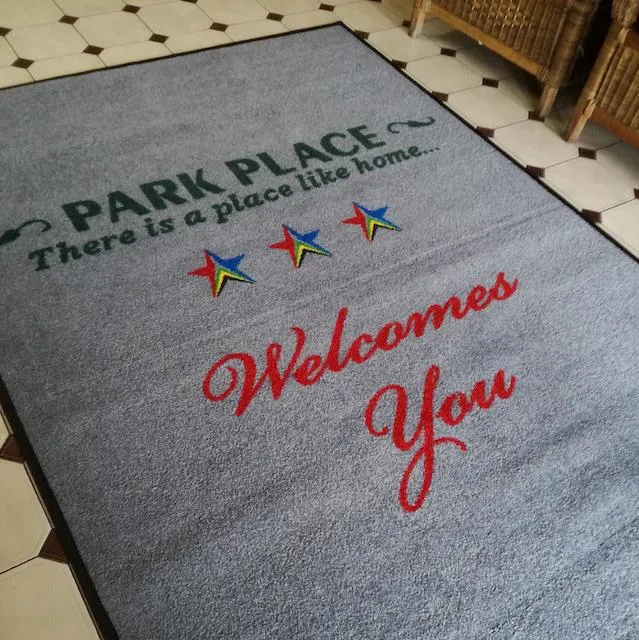 PARK PLACE
There is a place like home...
Welcomes
You